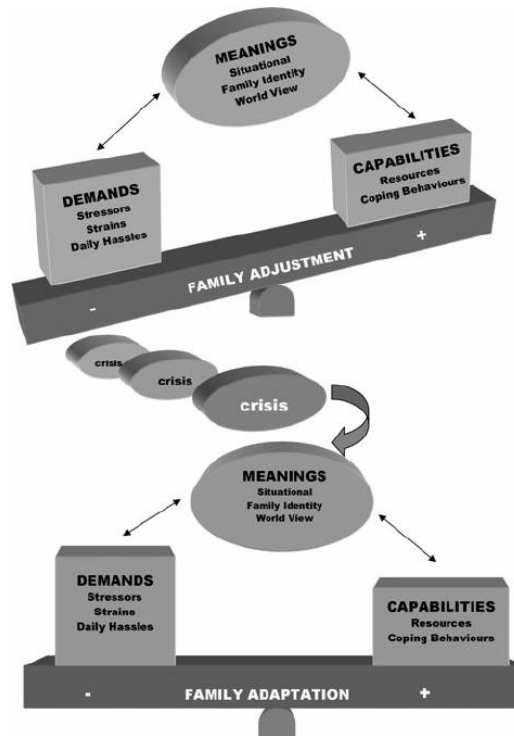 MEANINGS
Situational
Family Identity
World View
CAPABILITIES
Resources
Coping Behaviours
DEMANDS
Stressors
Strains
Daily Hassles
- FAMILY ADJUSTMENT +
crisis
crisis
crisis
MEANINGS
Situational
Family Identity
World View
DEMANDS
Stressors
Strains
Daily Hassles
CAPABILITIES
Resources
Coping Behaviours
- FAMILY ADAPTATION +